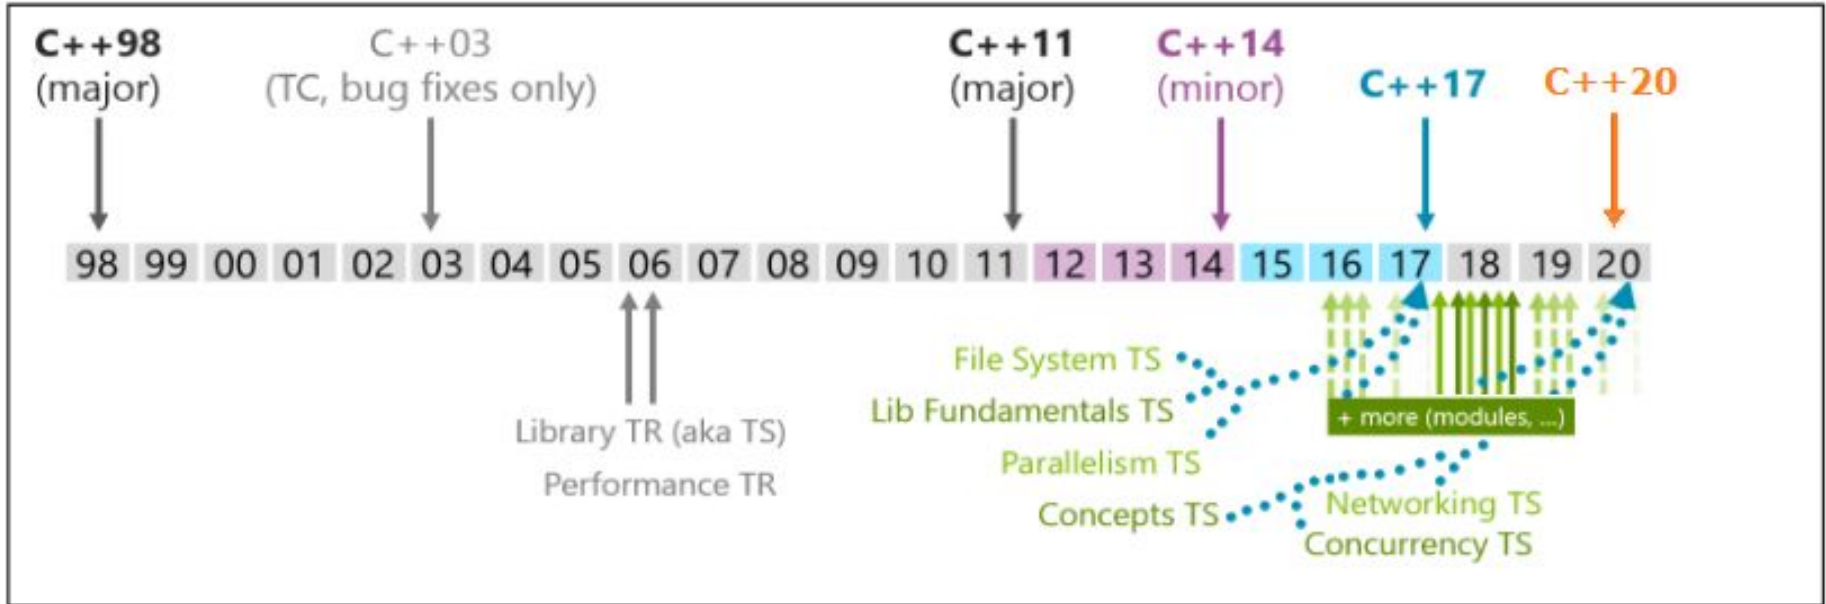 C++98
(major)
C++03
(TC, bug fixes only)
C++11
(major)
C++14
(minor)
C++17
C++20
98 99 00 01 02 03 04 05 06 07 08 09 10 11 12 13 14 15 16 17 18 19 20
File System TS
Lib Fundamentals TS
+ more (modules, ...)
Library TR (aka TS)
Parallelism TS
Performance TR
Concepts TS
Networking TS
Concurrency TS